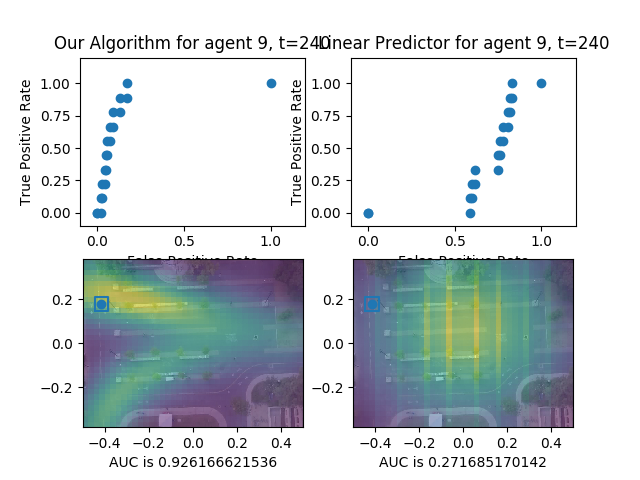 Our Algorithm for agent 9, t=240
Linear Predictor for agent 9, t=240
True Positive Rate
1.00
0.75
0.50
0.25
0.00
0.0 0.5 1.0
False Positive Rate
True Positive Rate
1.00
0.75
0.50
0.25
0.00
0.0 0.5 1.0
False Positive Rate
0.2
0.0
−0.2
−0.4 −0.2 0.0 0.2 0.4
AUC is 0.926166621536
0.2
0.0
−0.2
−0.4 −0.2 0.0 0.2 0.4
AUC is 0.271685170142